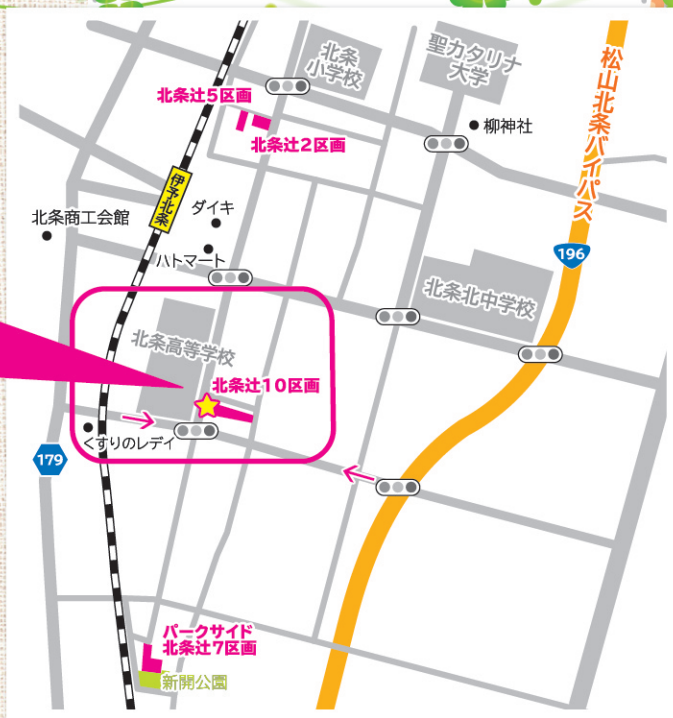 北条
小学校
聖カタリナ
大学
松山北条バイパス
北条辻5区画
北条辻2区画
柳神社
伊予北条
ダイキ
北条商工会館
ハトマート
196
北条北中学校
北条高等学校
北条辻10区画
くすりのレデイ
179
パークサイド
北条辻7区画
新開公園